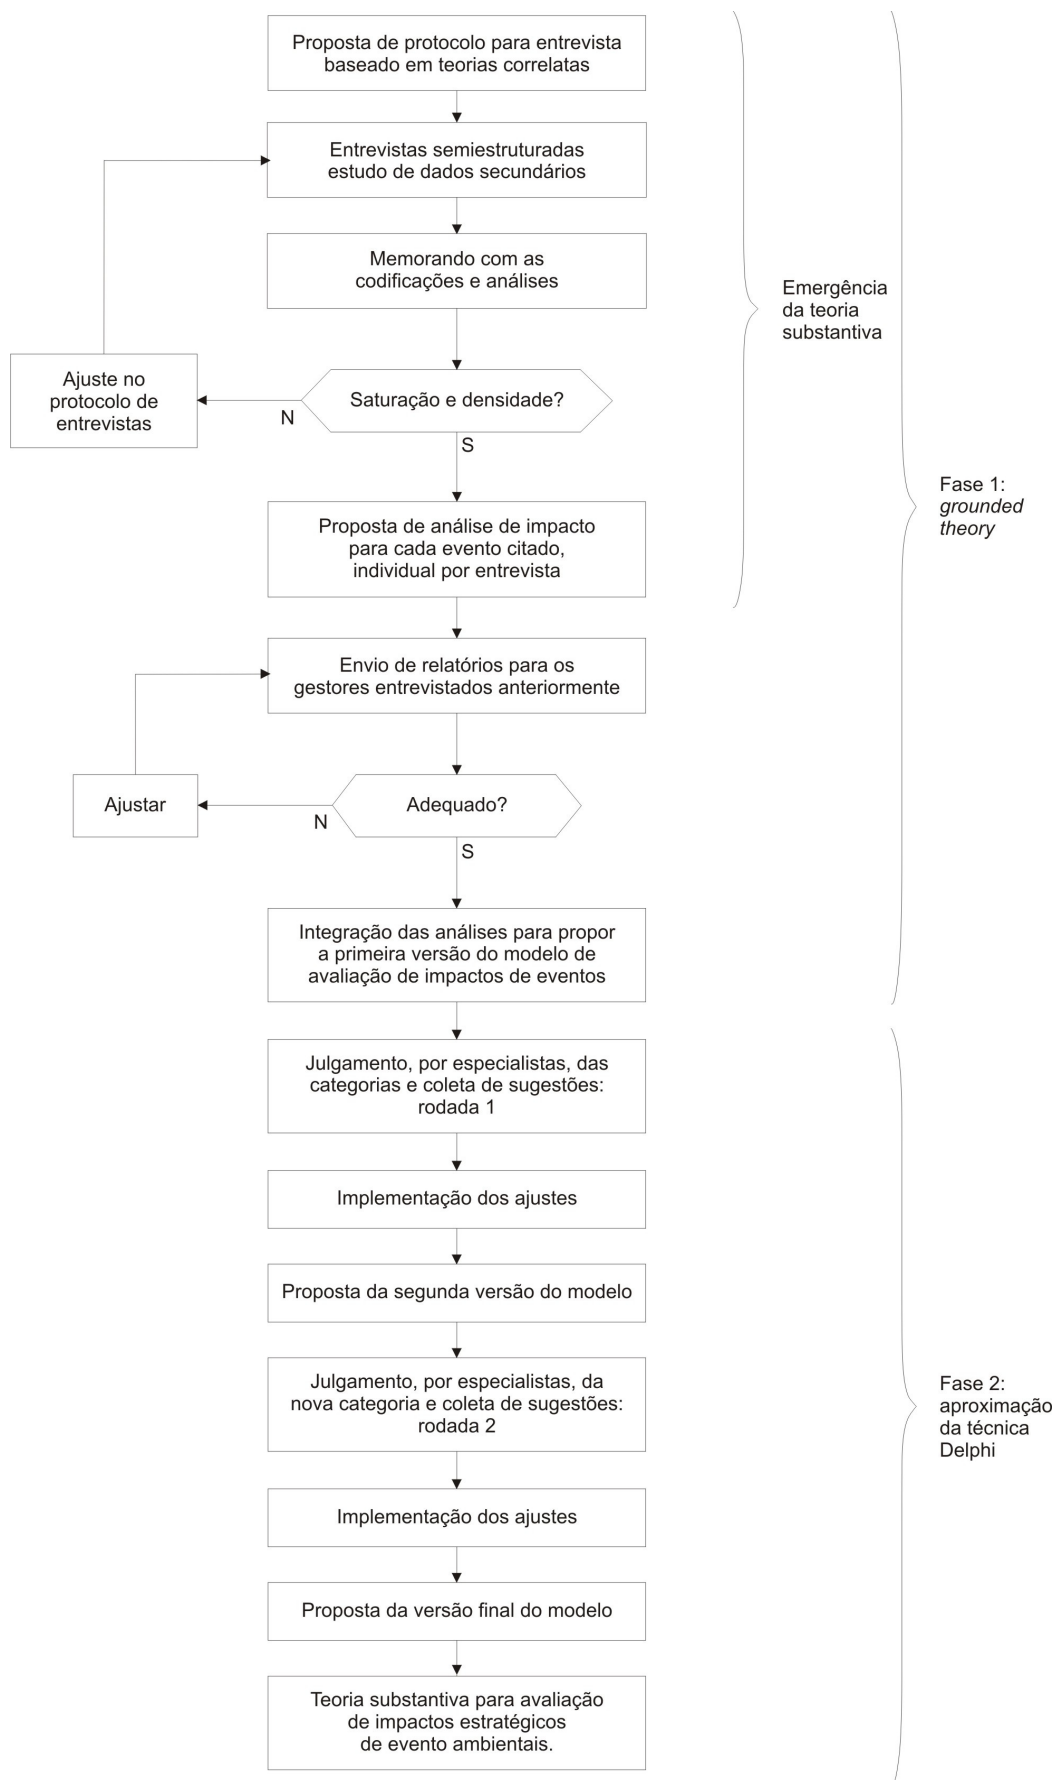 Proposta de protocolo para entrevista
baseado em teorias correlatas
Entrevistas semiestruturadas
estudo de dados secundários
Memorando com as
codificações e análises
Emergência
da teoria
substantiva
Ajuste no
protocolo de
entrevistas
N
Saturação e densidade?
S
Fase 1:
grounded
theory
Proposta de análise de impacto
para cada evento citado,
individual por entrevista
Envio de relatórios para os
gestores entrevistados anteriormente
Ajustar
N
Adequado?
S
Integração das análises para propor
a primeira versão do modelo de
avaliação de impactos de eventos
Julgamento, por especialistas, das
categorias e coleta de sugestões:
rodada 1
Implementação dos ajustes
Proposta da segunda versão do modelo
Julgamento, por especialistas, da
nova categoria e coleta de sugestões:
rodada 2
Fase 2:
aproximação
da técnica
Delphi
Implementação dos ajustes
Proposta da versão final do modelo
Teoria substantiva para avaliação
de impactos estratégicos
de evento ambientais.